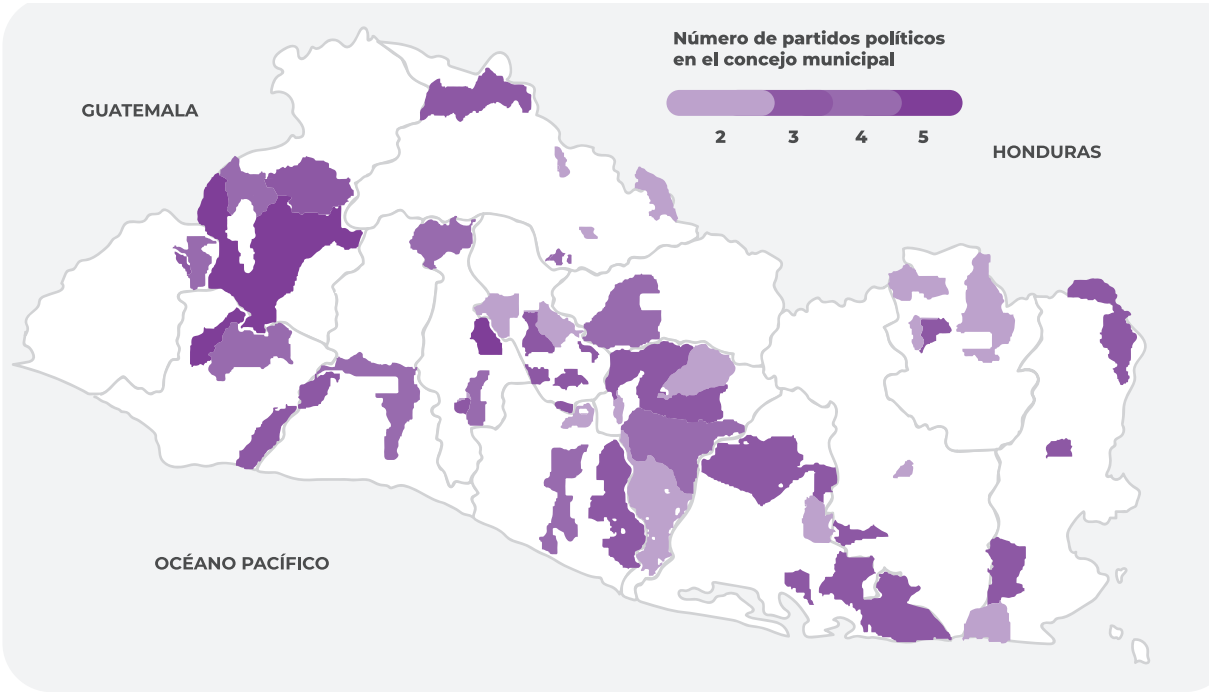 Número de partidos políticos
en el concejo municipal
2 3 4 5
GUATEMALA
HONDURAS
OCÉANO PACÍFICO